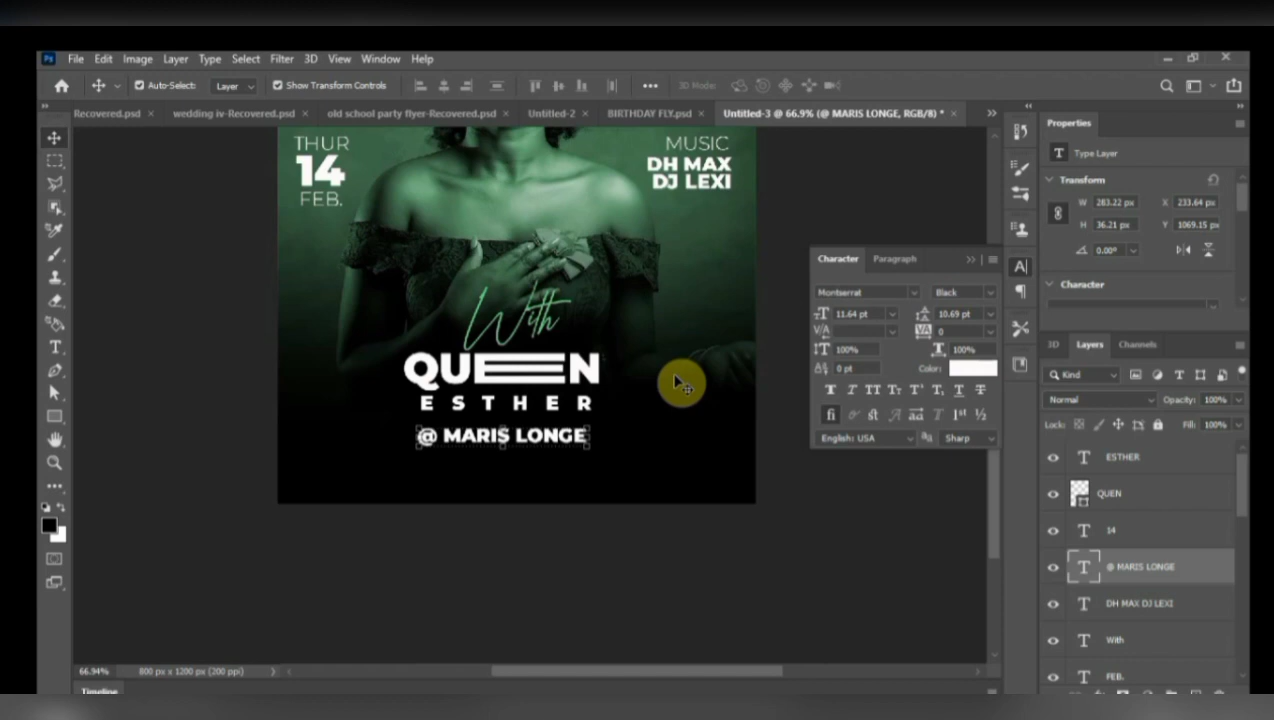 Ps File Edit Image Layer Type Select Filter 3D View Window Help
Auto-Select: Layer Show Transform Controls ••• 3D Mode:
Recovered.psd × wedding iv-Recovered.psd × old school party flyer-Recovered.psd × Untitled-2 × BIRTHDAY FLY.psd × Untitled-3 @ 66.9% (@ MARIS LONGE, RGB/8) * ×
Properties
T Type Layer
Transform
W 283.22 px X 233.64 px
H 36.21 px Y 1069.15 px
0.00°
Character
THUR
14
FEB.
MUSIC
DH MAX
DJ LEXI
With
QUEEN
ESTHER
@ MARIS LONGE
Character Paragraph
Montserrat Black
11.64 pt 10.69 pt
0
100% 100%
0 pt Color:
English: USA Sharp
3D Layers Channels
Kind
Normal Opacity: 100%
Lock: Fill: 100%
T ESTHER
QUEN
T 14
T @ MARIS LONGE
T DH MAX DJ LEXI
T With
T FEB.
66.94% 800 px x 1200 px (200 ppi)
Timeline